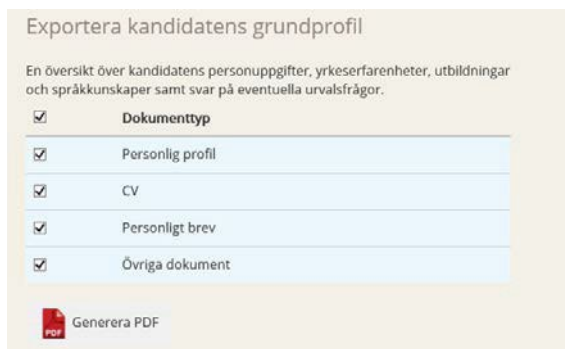 Exportera kandidatens grundprofil
En översikt över kandidatens personuppgifter, yrkeserfarenheter, utbildningar
och språkkunskaper samt svar på eventuella urvalsfrågor.
Dokumenttyp
Personlig profil
CV
Personligt brev
Övriga dokument
PDF Generera PDF